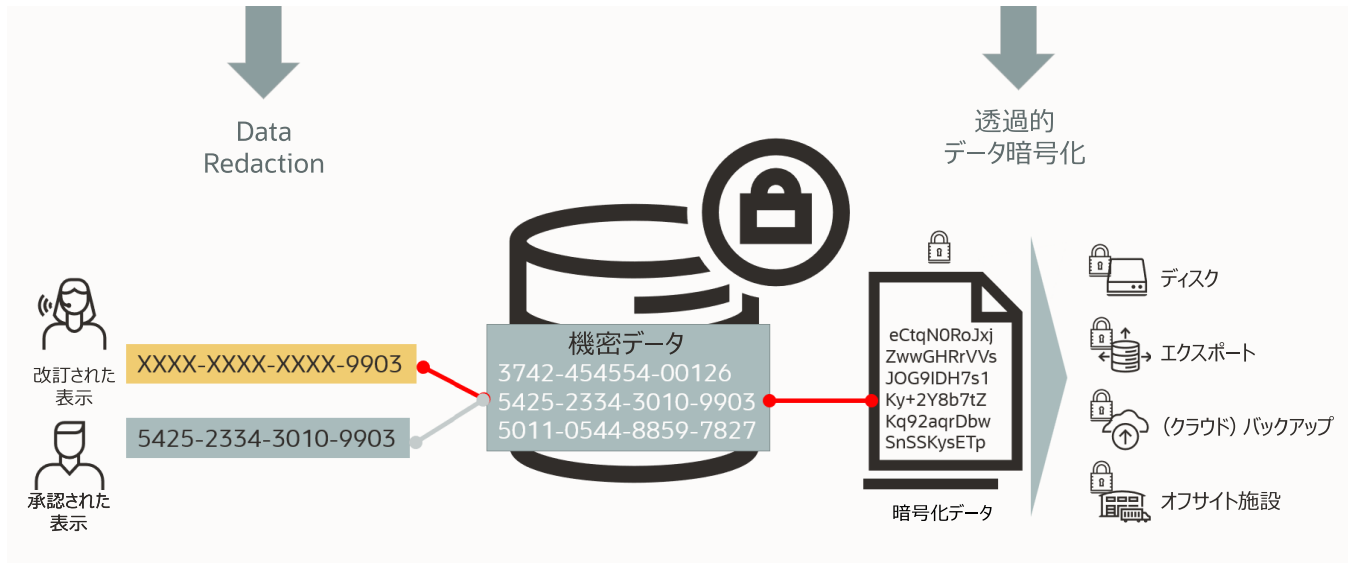 Data
Redaction
透過的
データ暗号化
改訂された
表示
XXXX-XXXX-XXXX-9903
承認された
表示
5425-2334-3010-9903
機密データ
3742-454554-00126
5425-2334-3010-9903
5011-0544-8859-7827
eCtqN0RoJxj
ZwwGHRrVVs
JOG9IDH7s1
Ky+2Y8b7tZ
Kq92aqrDbw
SnSSKysETp
暗号化データ
ディスク
エクスポート
(クラウド) バックアップ
オフサイト施設